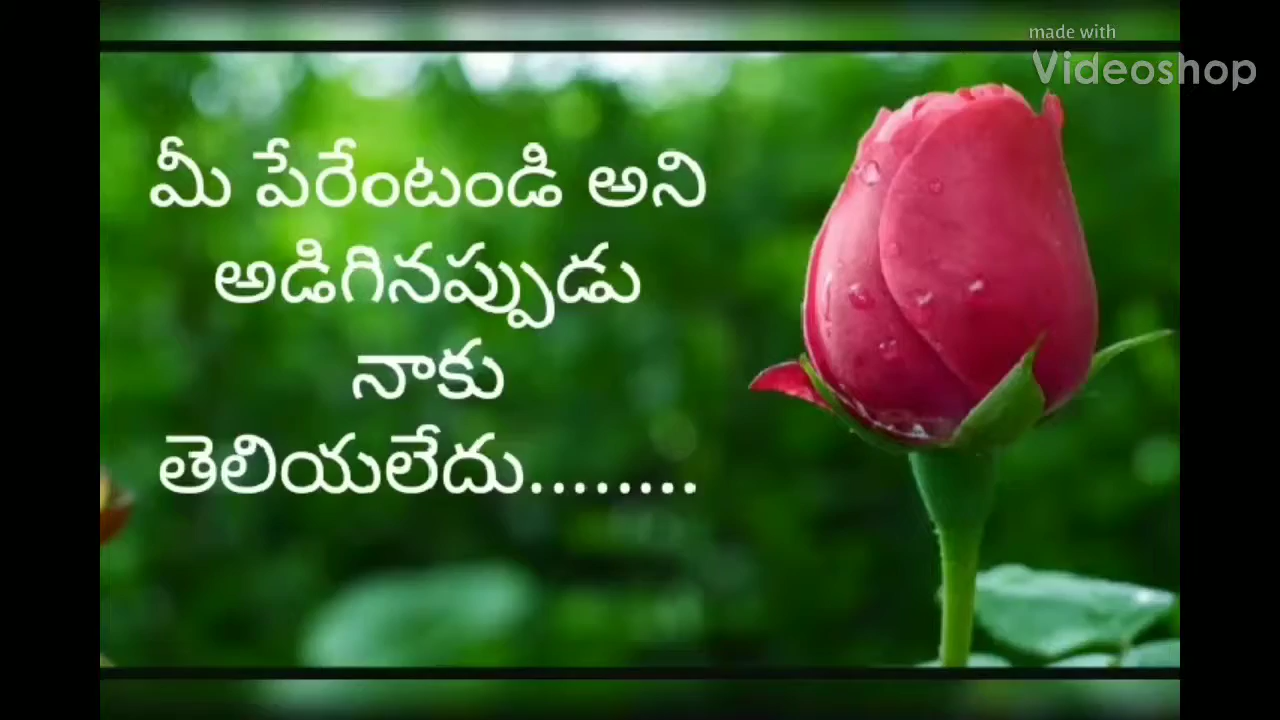 made with
Videoshop
మీ పేరేంటండి అని
అడిగినప్పుడు
నాకు
తెలియలేదు........